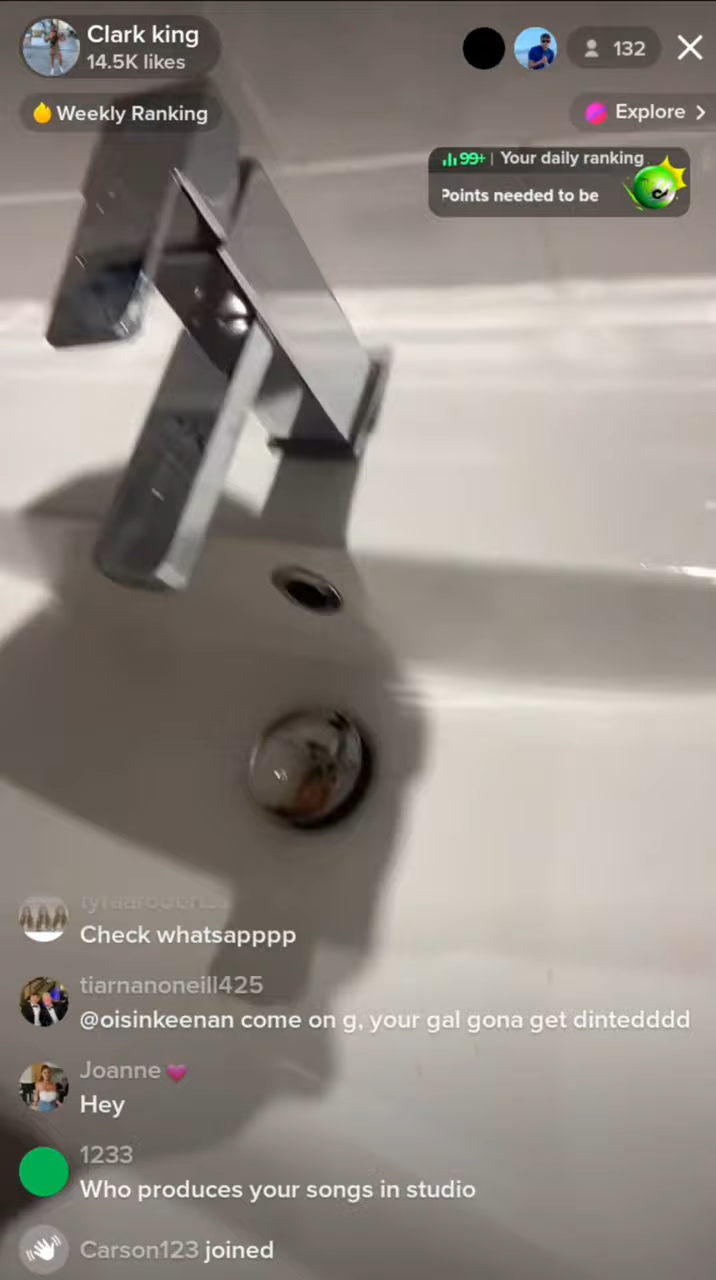 Clark king
14.5K likes
132
Weekly Ranking
Explore
99+ | Your daily ranking
Points needed to be
Check whatsapppp
tiarnanoneill425
@oisinkeenan come on g, your gal gona get dintedddd
Joanne
Hey
1233
Who produces your songs in studio
Carson123 joined